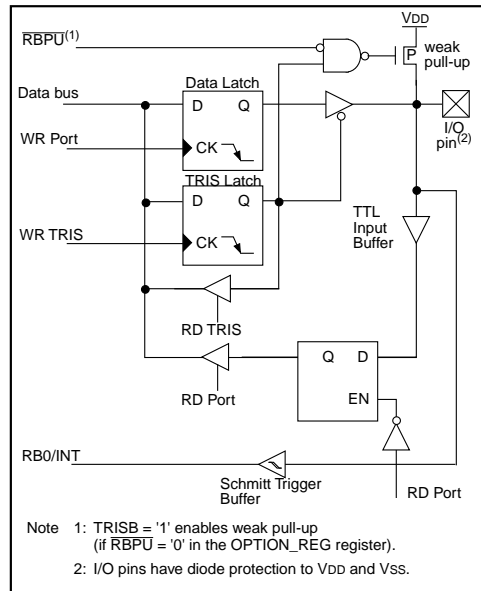 VDD
RBPU(1)
P weak
pull-up
Data Latch
Data bus
D Q
I/O
pin(2)
WR Port
CK
TRIS Latch
D Q
TTL
Input
Buffer
WR TRIS
CK
RD TRIS
Q D
RD Port
EN
RB0/INT
Schmitt Trigger
Buffer
RD Port
Note 1: TRISB = '1' enables weak pull-up
(if RBPU = '0' in the OPTION_REG register).
2: I/O pins have diode protection to VDD and VSS.